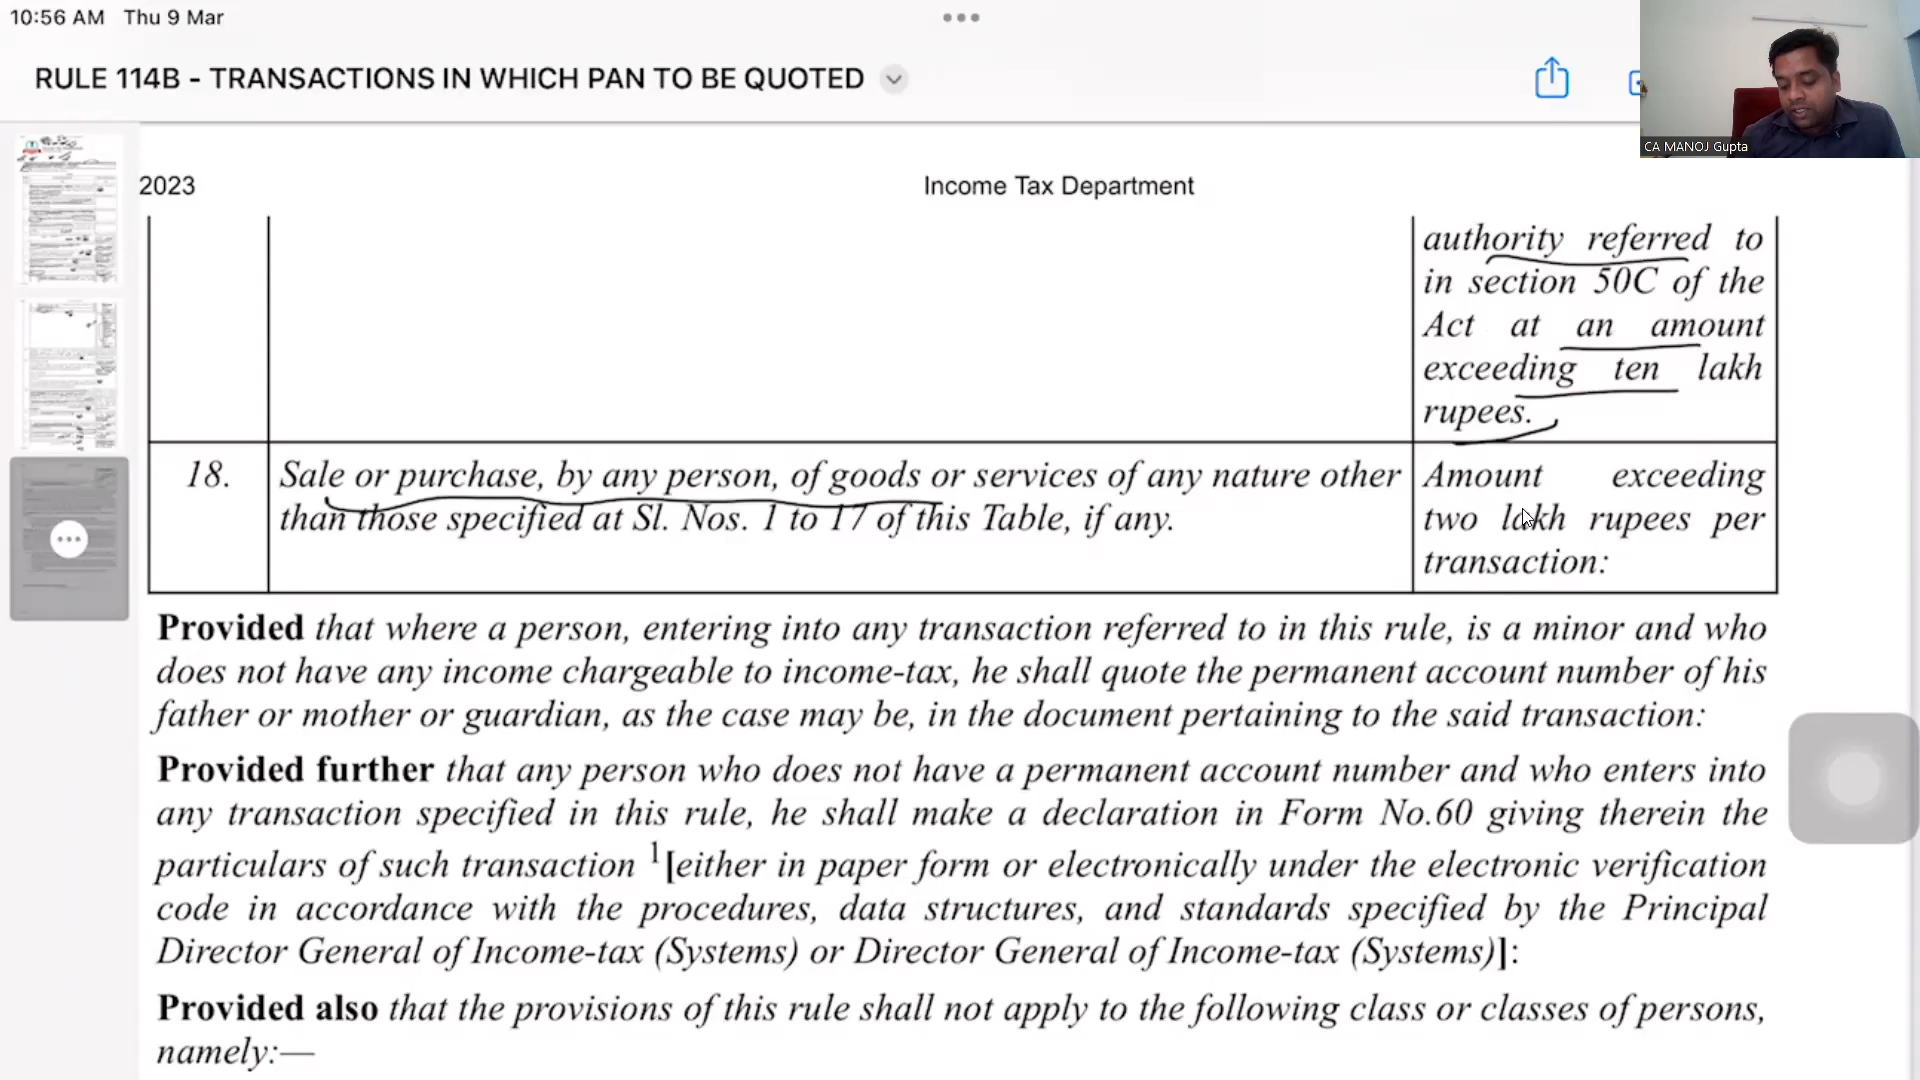 10:56 AM Thu 9 Mar
RULE 114B - TRANSACTIONS IN WHICH PAN TO BE QUOTED
CA MANOJ Gupta
2023 Income Tax Department
authority referred to
in section 50C of the
Act at an amount
exceeding ten lakh
rupees.
18. Sale or purchase, by any person, of goods or services of any nature other Amount exceeding
than those specified at Sl. Nos. 1 to 17 of this Table, if any. two lakh rupees per
transaction:
Provided that where a person, entering into any transaction referred to in this rule, is a minor and who
does not have any income chargeable to income-tax, he shall quote the permanent account number of his
father or mother or guardian, as the case may be, in the document pertaining to the said transaction:
Provided further that any person who does not have a permanent account number and who enters into
any transaction specified in this rule, he shall make a declaration in Form No.60 giving therein the
particulars of such transaction 1[either in paper form or electronically under the electronic verification
code in accordance with the procedures, data structures, and standards specified by the Principal
Director General of Income-tax (Systems) or Director General of Income-tax (Systems)]:
Provided also that the provisions of this rule shall not apply to the following class or classes of persons,
namely:—